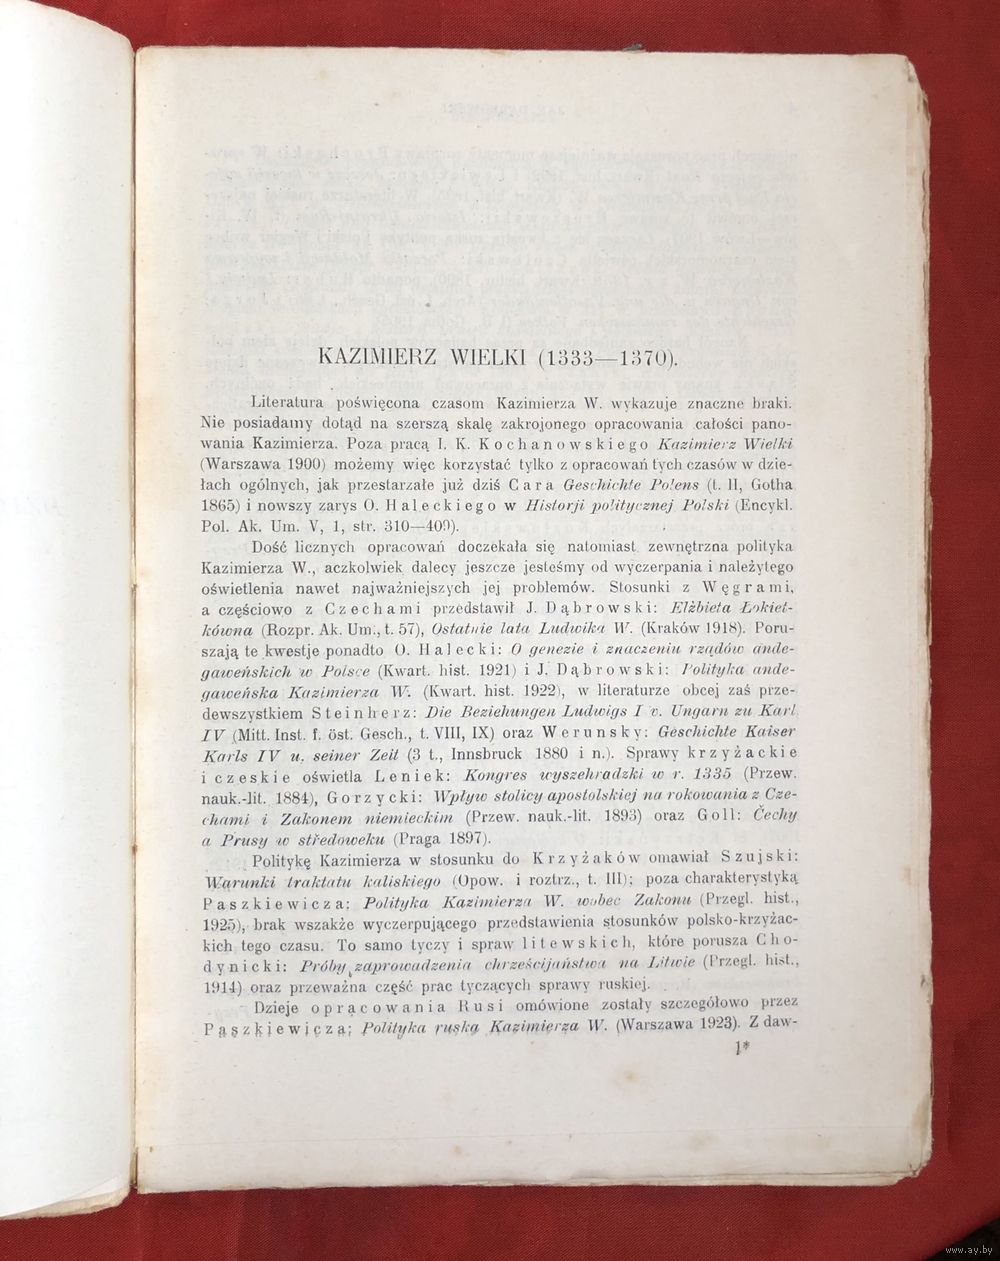 KAZIMIERZ WIELKI (1333—1370).
Literatura poświęcona czasom Kazimierza W. wykazuje znaczne braki.
Nie posiadamy dotąd na szerszą skalę zakrojonego opracowania całości pano-
wania Kazimierza. Poza pracą I. K. Kochanowskiego Kazimierz Wielki
(Warszawa 1900) możemy więc korzystać tylko z opracowań tych czasów w dzie-
łach ogólnych, jak przestarzałe już dziś Cara Geschichte Polens (t. II, Gotha
1865) i nowszy zarys O. Haleckiego w Historji politycznej Polski (Encykl.
Pol. Ak. Um. V, 1, str. 310—409).
Dość licznych opracowań doczekała się natomiast zewnętrzna polityka
Kazimierza W., aczkolwiek dalecy jeszcze jesteśmy od wyczerpania i należytego
oświetlenia nawet najważniejszych jej problemów. Stosunki z Węgrami,
a częściowo z Czechami przedstawił J. Dąbrowski: Elżbieta Łokiet-
kówna (Rozpr. Ak. Um., t. 57), Ostatnie lata Ludwika W. (Kraków 1918). Poru-
szają te kwestje ponadto O. Halecki: O genezie i znaczeniu rządów ande-
gaweńskich w Polsce (Kwart. hist. 1921) i J. Dąbrowski: Polityka ande-
gaweńska Kazimierza W. (Kwart. hist. 1922), w literaturze obcej zaś prze-
dewszystkiem Steinherz: Die Beziehungen Ludwigs I v. Ungarn zu Karl
IV (Mitt. Inst. f. öst. Gesch., t. VIII, IX) oraz Werunsky: Geschichte Kaiser
Karls IV u. seiner Zeit (3 t., Innsbruck 1880 i n.). Sprawy krzyżackie
i czeskie oświetla Leniek: Kongres wyszehradzki w r. 1335 (Przew.
nauk.-lit. 1884), Gorzycki: Wpływ stolicy apostolskiej na rokowania z Cze-
chami i Zakonem niemieckim (Przew. nauk.-lit. 1893) oraz Goll: Čechy
a Prusy w středoweku (Praga 1897).
Politykę Kazimierza w stosunku do Krzyżaków omawiał Szujski:
Warunki traktatu kaliskiego (Opow. i roztrz., t. III); poza charakterystyką
Paszkiewicza: Polityka Kazimierza W. wobec Zakonu (Przegl. hist.,
1925), brak wszakże wyczerpującego przedstawienia stosunków polsko-krzyżac-
kich tego czasu. To samo tyczy i spraw litewskich, które porusza Cho-
dynicki: Próby zaprowadzenia chrześcijaństwa na Litwie (Przegl. hist.,
1914) oraz przeważna część prac tyczących sprawy ruskiej.
Dzieje opracowania Rusi omówione zostały szczegółowo przez
Paszkiewicza: Polityka ruska Kazimierza W. (Warszawa 1923). Z daw-
1*
www.ay.by